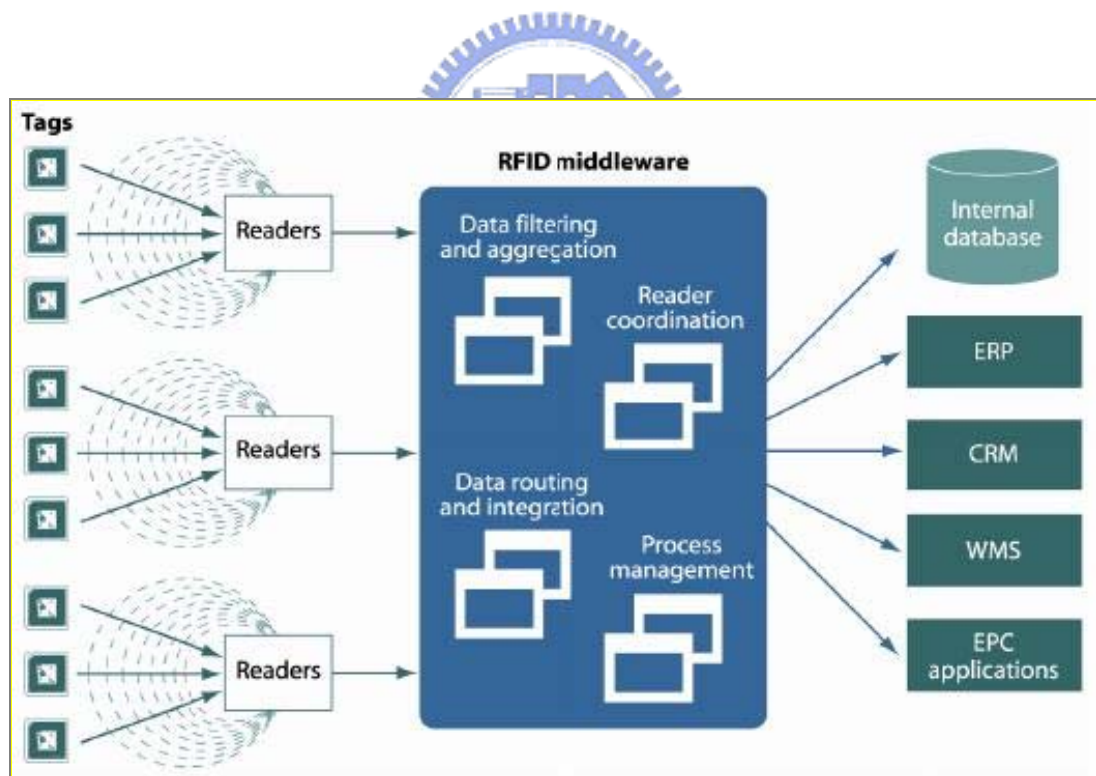 Tags
RFID middleware
Readers
Readers
Readers
Data filtering
and aggregation
Reader
coordination
Data routing
and integration
Process
management
Internal
database
ERP
CRM
WMS
EPC
applications